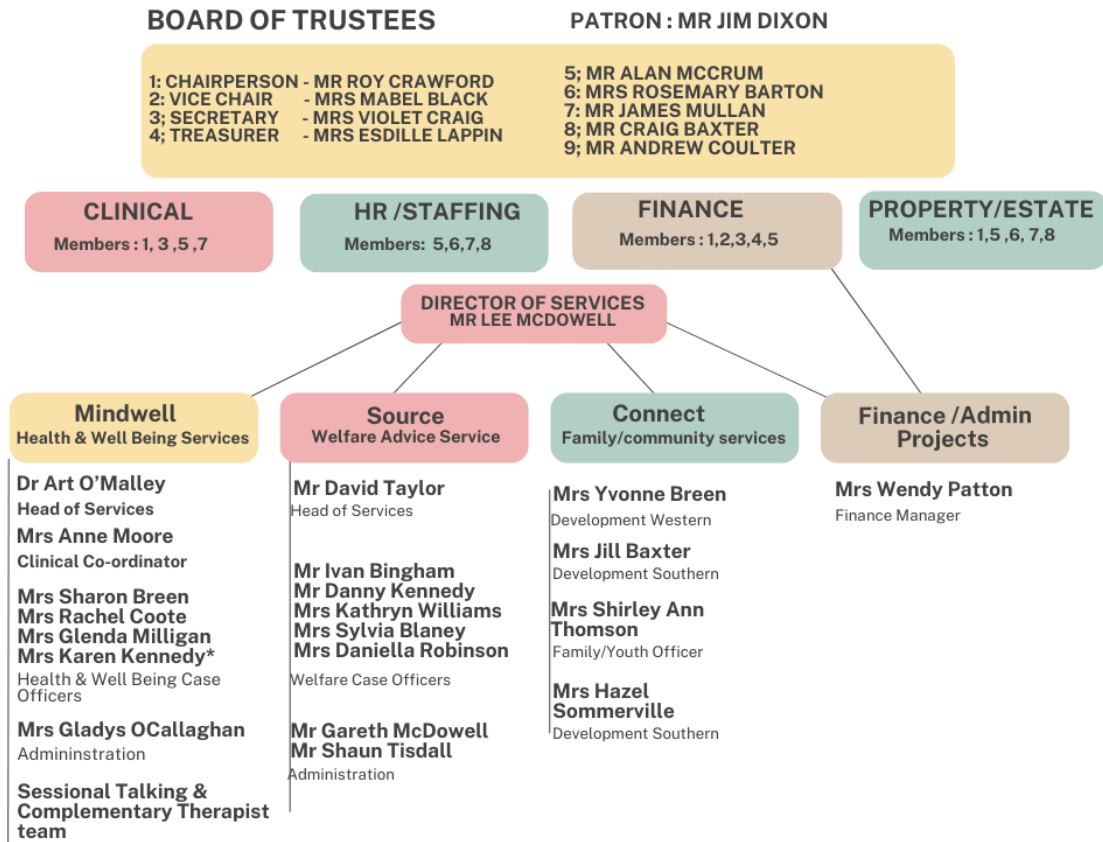 BOARD OF TRUSTEES
PATRON : MR JIM DIXON
1: CHAIRPERSON - MR ROY CRAWFORD
2: VICE CHAIR - MRS MABEL BLACK
3; SECRETARY - MRS VIOLET CRAIG
4; TREASURER - MRS ESDILLE LAPPIN
5; MR ALAN MCCRUM
6: MRS ROSEMARY BARTON
7; MR JAMES MULLAN
8; MR CRAIG BAXTER
9; MR ANDREW COULTER
CLINICAL
Members : 1, 3 ,5 ,7
HR /STAFFING
Members: 5,6,7,8
FINANCE
Members : 1,2,3,4,5
PROPERTY/ESTATE
Members : 1,5 ,6, 7,8
DIRECTOR OF SERVICES
MR LEE MCDOWELL
Mindwell
Health & Well Being Services
Dr Art O'Malley
Head of Services
Mrs Anne Moore
Clinical Co-ordinator
Mrs Sharon Breen
Mrs Rachel Coote
Mrs Glenda Milligan
Mrs Karen Kennedy*
Health & Well Being Case
Officers
Mrs Gladys OCallaghan
Admininstration
Sessional Talking &
Complementary Therapist
team
Source
Welfare Advice Service
Mr David Taylor
Head of Services
Mr Ivan Bingham
Mr Danny Kennedy
Mrs Kathryn Williams
Mrs Sylvia Blaney
Mrs Daniella Robinson
Welfare Case Officers
Mr Gareth McDowell
Mr Shaun Tisdall
Administration
Connect
Family/community services
Mrs Yvonne Breen
Development Western
Mrs Jill Baxter
Development Southern
Mrs Shirley Ann
Thomson
Family/Youth Officer
Mrs Hazel
Sommerville
Development Southern
Finance /Admin
Projects
Mrs Wendy Patton
Finance Manager